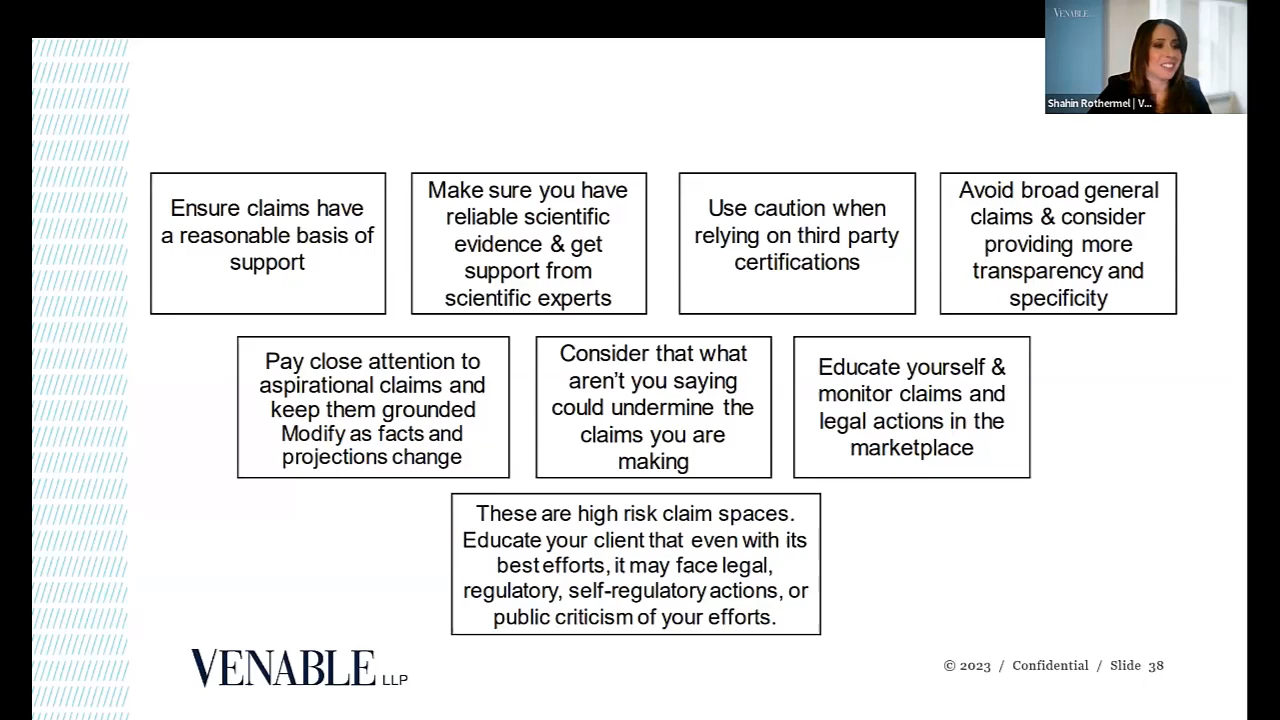 VENABLE
Shahin Rothermel | V...
Ensure claims have
a reasonable basis of
support
Make sure you have
reliable scientific
evidence & get
support from
scientific experts
Use caution when
relying on third party
certifications
Avoid broad general
claims & consider
providing more
transparency and
specificity
Pay close attention to
aspirational claims and
keep them grounded
Modify as facts and
projections change
Consider that what
aren't you saying
could undermine the
claims you are
making
Educate yourself &
monitor claims and
legal actions in the
marketplace
These are high risk claim spaces.
Educate your client that even with its
best efforts, it may face legal,
regulatory, self-regulatory actions, or
public criticism of your efforts.
VENABLE LLP
© 2023 / Confidential / Slide 38